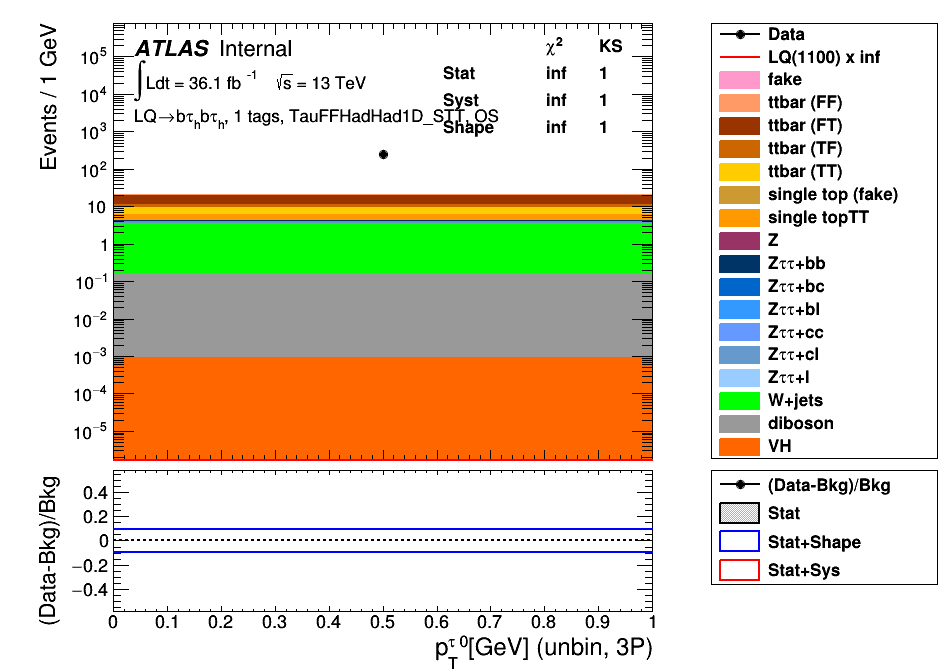 ATLAS Internal
∫Ldt = 36.1 fb⁻¹ √s = 13 TeV
LQ→bτₕbτₕ, 1 tags, TauFFHadHad1D_STT, OS
χ² KS
Stat inf 1
Syst inf 1
Shape inf 1
Events / 1 GeV
10⁵
10⁴
10³
10²
10
1
10⁻¹
10⁻²
10⁻³
10⁻⁴
10⁻⁵
Data
LQ(1100) x inf
fake
ttbar (FF)
ttbar (FT)
ttbar (TF)
ttbar (TT)
single top (fake)
single topTT
Z
Zττ+bb
Zττ+bc
Zττ+bl
Zττ+cc
Zττ+cl
Zττ+l
W+jets
diboson
VH
(Data-Bkg)/Bkg
0.4
0.2
0
−0.2
−0.4
(Data-Bkg)/Bkg
Stat
Stat+Shape
Stat+Sys
0 0.1 0.2 0.3 0.4 0.5 0.6 0.7 0.8 0.9 1
p_T^τ 0[GeV] (unbin, 3P)